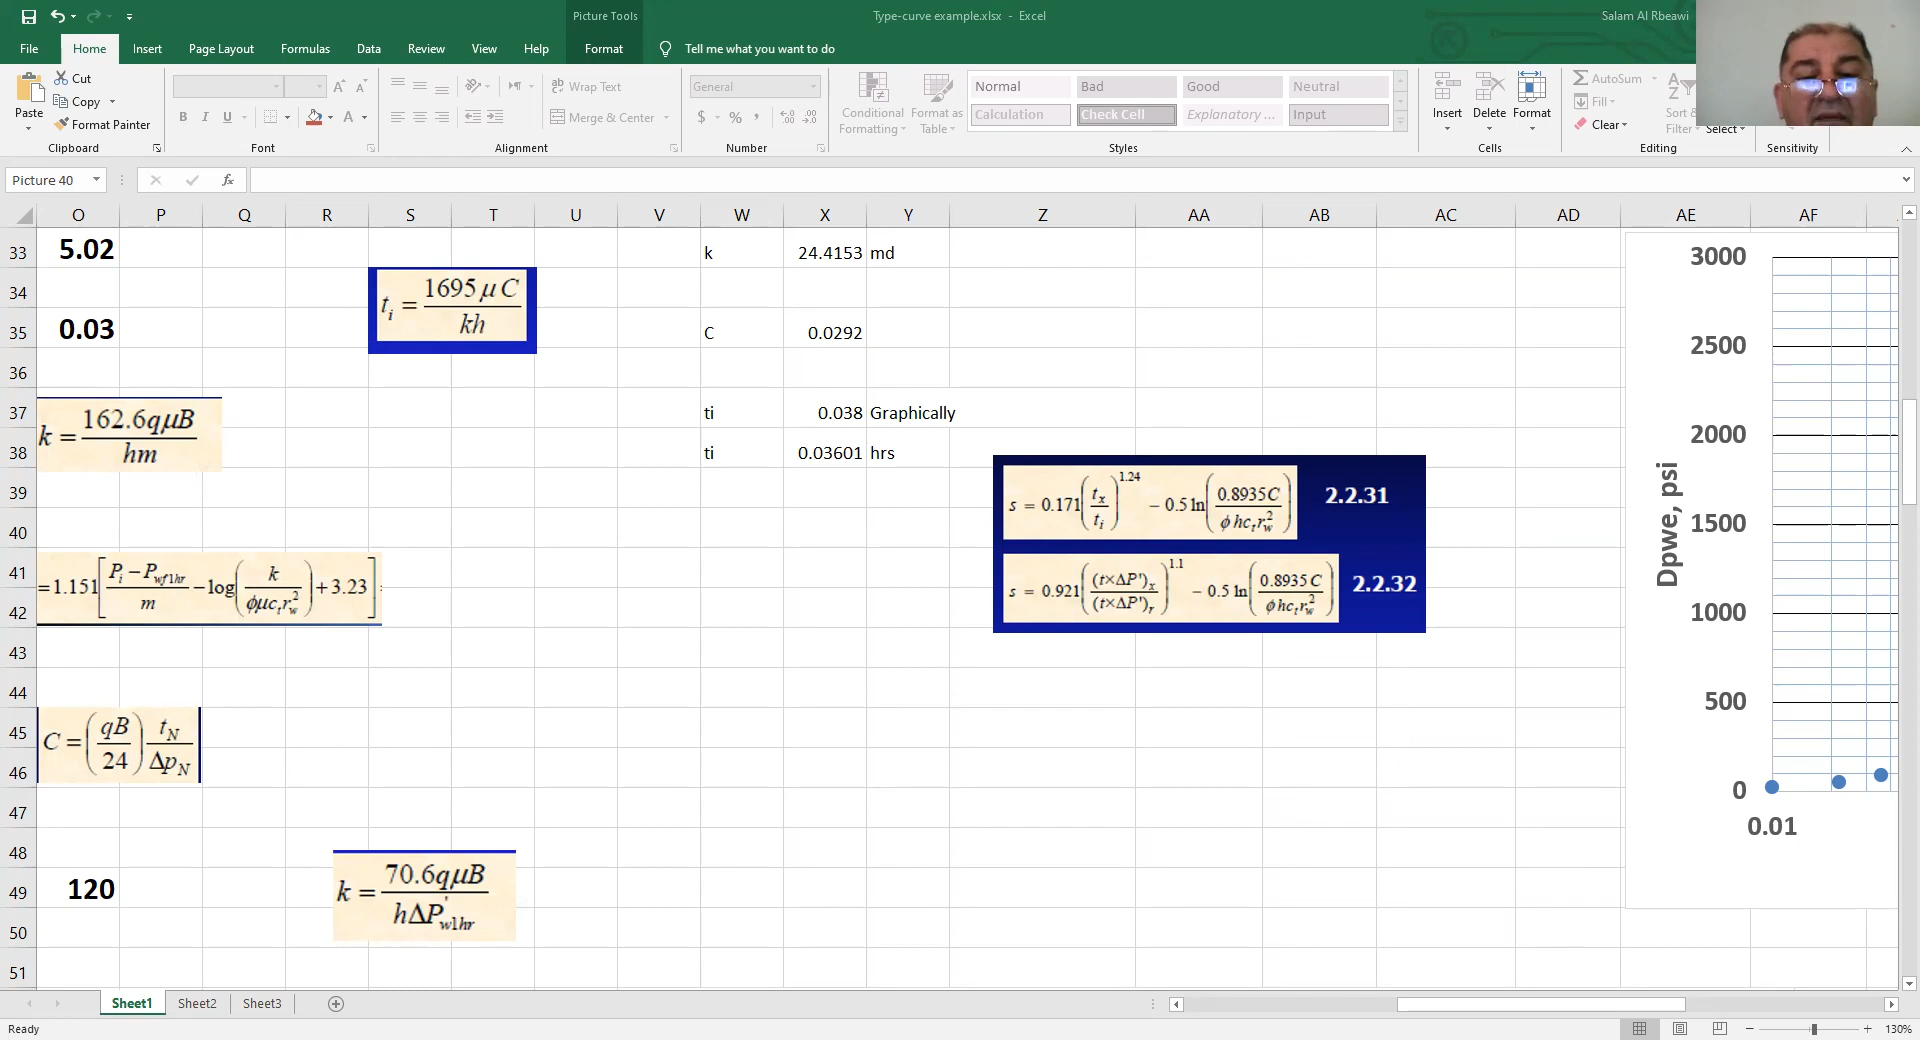 Picture Tools
Type-curve example.xlsx - Excel
Salam Al Rbeawi
File Home Insert Page Layout Formulas Data Review View Help Format Tell me what you want to do
Paste
Cut
Copy
Format Painter
Clipboard
B I U
Font
Wrap Text
Merge & Center
Alignment
General
$ % ,
Number
Conditional Formatting
Format as Table
Normal Bad Good Neutral
Calculation Check Cell Explanatory ... Input
Styles
Insert Delete Format
Cells
AutoSum
Fill
Clear
Sort &
Filter
Select
Editing
Sensitivity
Picture 40
fx
O P Q R S T U V W X Y Z AA AB AC AD AE AF
33 5.02 k 24.4153 md
34
t_i = 1695 μ C / kh
35 0.03 C 0.0292
36
37 ti 0.038 Graphically
k = 162.6qμB / hm
38 ti 0.03601 hrs
39
s = 0.171(t_x / t_i)^1.24 − 0.5 ln(0.8935C / ϕ hc_t r_w^2) 2.2.31
40
41
=1.151[P_i − P_wf1hr / m − log(k / ϕμc_t r_w^2) + 3.23]
s = 0.921((t×ΔP')_x / (t×ΔP')_r)^1.1 − 0.5 ln(0.8935 C / ϕ hc_t r_w^2) 2.2.32
42
43
44
45
C = (qB / 24) t_N / Δp_N
46
47
48
49 120
k = 70.6qμB / hΔP'_w1hr
50
51
3000
2500
2000
1500
1000
500
0
0.01
Dpwe, psi
Sheet1 Sheet2 Sheet3
Ready
130%